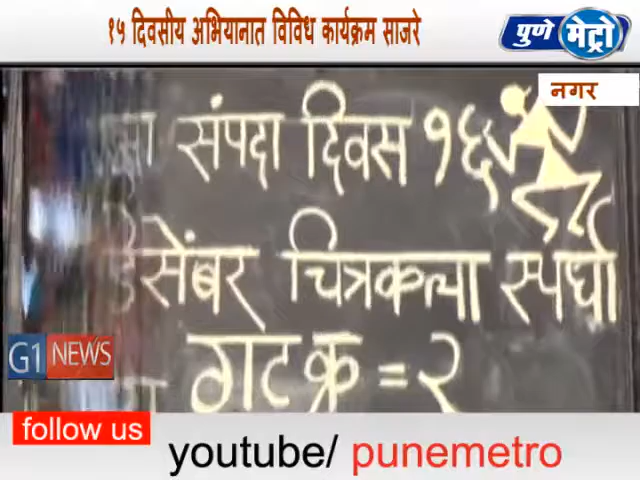 १५ दिवसीय अभियानात विविध कार्यक्रम साजरे
पुणे मेट्रो
नगर
संपदा दिवस १६
डिसेंबर चित्रकला स्पर्धा
गट क्र = २
G1 NEWS
follow us
youtube/ punemetro